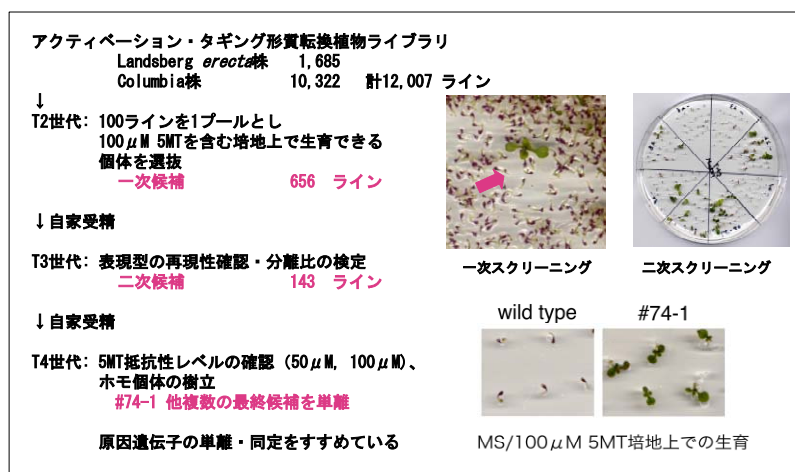 アクティベーション・タギング形質転換植物ライブラリ
Landsberg erecta株 1,685
Columbia株 10,322 計12,007 ライン
↓
T2世代: 100ラインを1プールとし
100μM 5MTを含む培地上で生育できる
個体を選抜
一次候補 656 ライン
↓自家受精
T3世代: 表現型の再現性確認・分離比の検定
二次候補 143 ライン
↓自家受精
T4世代: 5MT抵抗性レベルの確認 (50μM, 100μM)、
ホモ個体の樹立
#74-1 他複数の最終候補を単離
原因遺伝子の単離・同定をすすめている
一次スクリーニング
二次スクリーニング
wild type
#74-1
MS/100μM 5MT培地上での生育